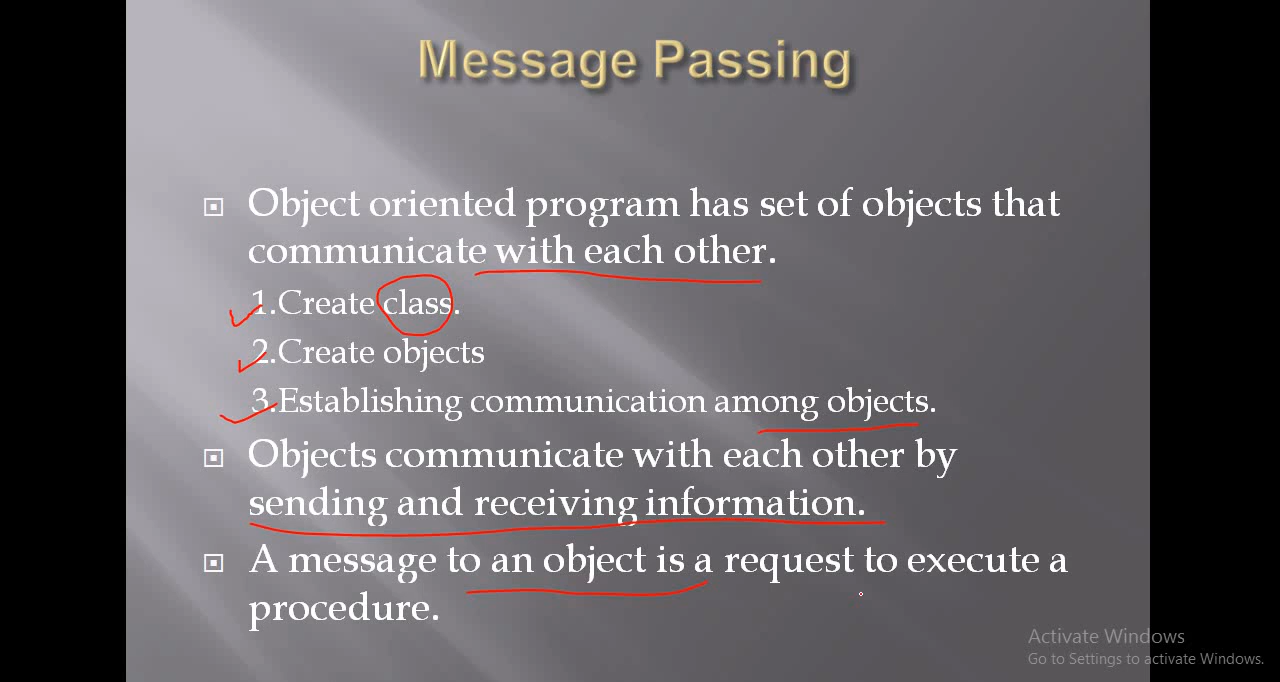 Message Passing
Object oriented program has set of objects that
communicate with each other.
1.Create class.
2.Create objects
3.Establishing communication among objects.
Objects communicate with each other by
sending and receiving information.
A message to an object is a request to execute a
procedure.
Activate Windows
Go to Settings to activate Windows.